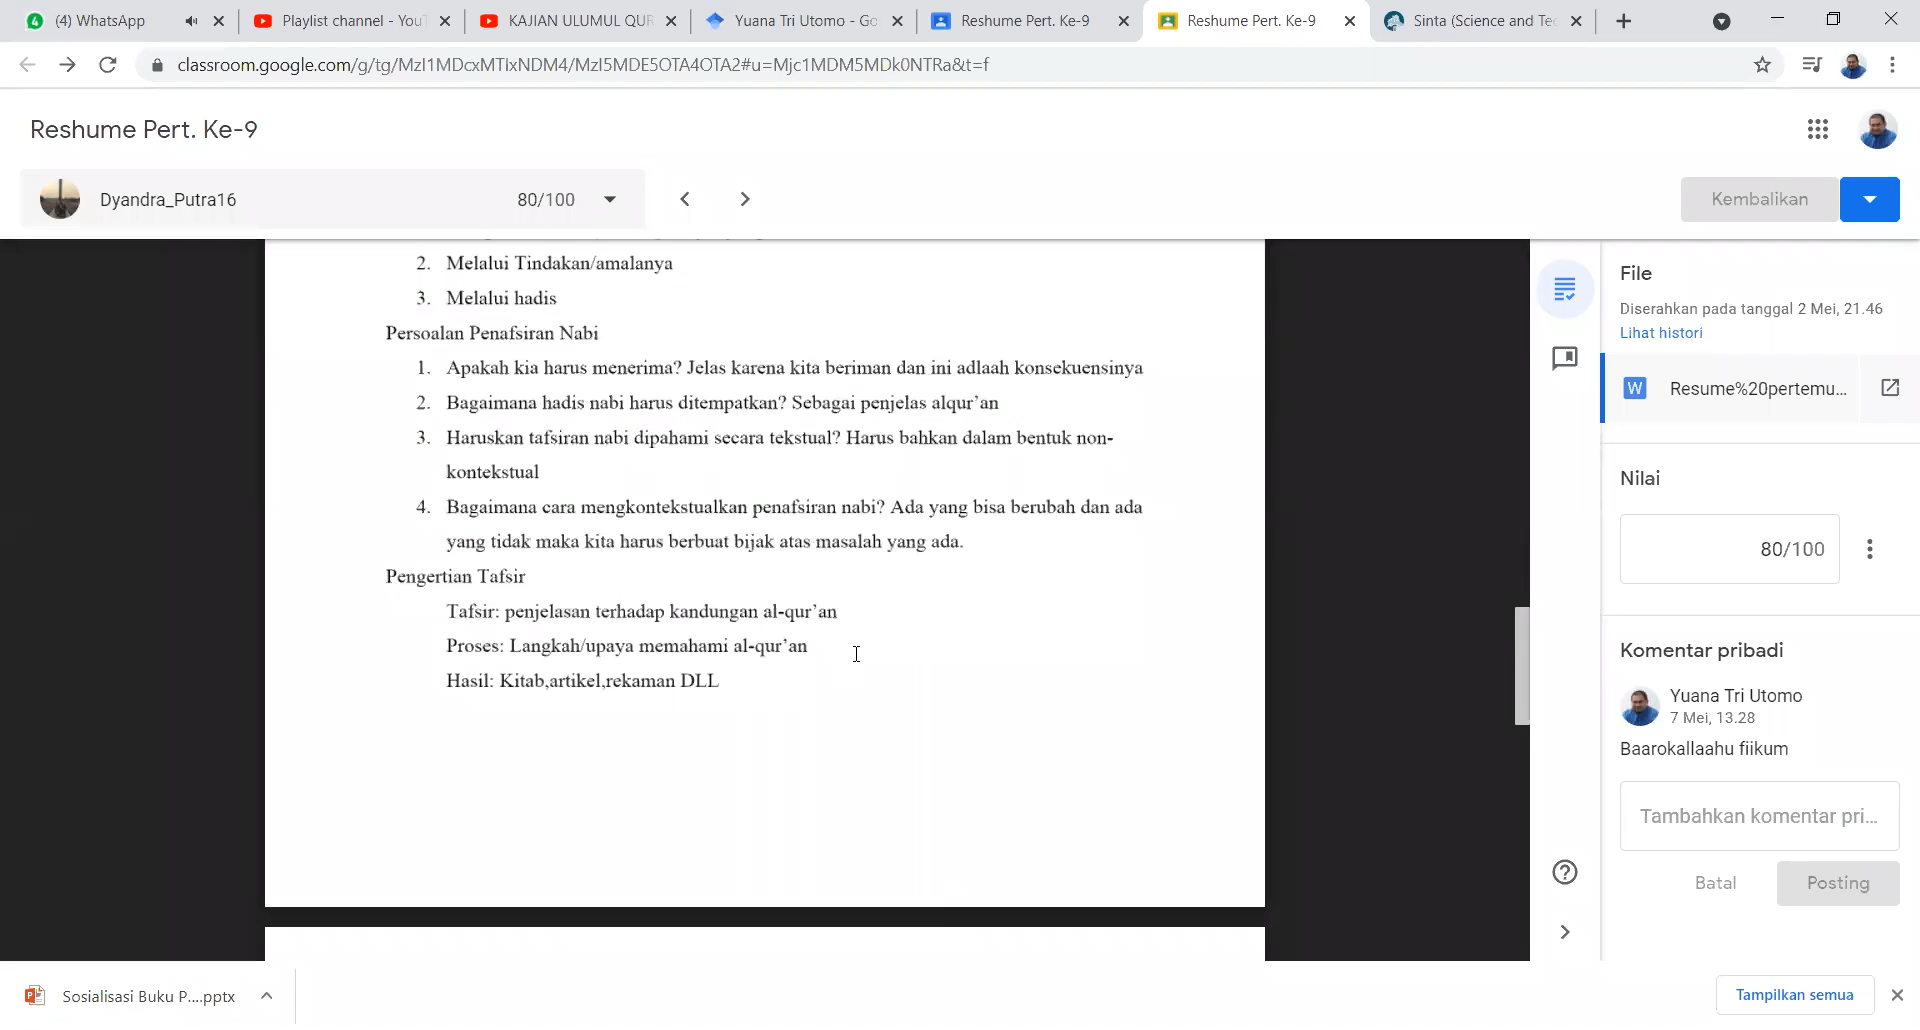 (4) WhatsApp
Playlist channel - YouT
KAJIAN ULUMUL QUR
Yuana Tri Utomo - Go
Reshume Pert. Ke-9
Reshume Pert. Ke-9
Sinta (Science and Tec
classroom.google.com/g/tg/MzI1MDcxMTIxNDM4/MzI5MDE5OTA4OTA2#u=Mjc1MDM5MDk0NTRa&t=f
Reshume Pert. Ke-9
Dyandra_Putra16
80/100
Kembalikan
2. Melalui Tindakan/amalanya
3. Melalui hadis
Persoalan Penafsiran Nabi
1. Apakah kia harus menerima? Jelas karena kita beriman dan ini adlaah konsekuensinya
2. Bagaimana hadis nabi harus ditempatkan? Sebagai penjelas alqur’an
3. Haruskan tafsiran nabi dipahami secara tekstual? Harus bahkan dalam bentuk non-
kontekstual
4. Bagaimana cara mengkontekstualkan penafsiran nabi? Ada yang bisa berubah dan ada
yang tidak maka kita harus berbuat bijak atas masalah yang ada.
Pengertian Tafsir
Tafsir: penjelasan terhadap kandungan al-qur’an
Proses: Langkah/upaya memahami al-qur’an
Hasil: Kitab,artikel,rekaman DLL
File
Diserahkan pada tanggal 2 Mei, 21.46
Lihat histori
W
Resume%20pertemu...
Nilai
80/100
Komentar pribadi
Yuana Tri Utomo
7 Mei, 13.28
Baarokallaahu fiikum
Tambahkan komentar pri...
Batal
Posting
Sosialisasi Buku P....pptx
Tampilkan semua